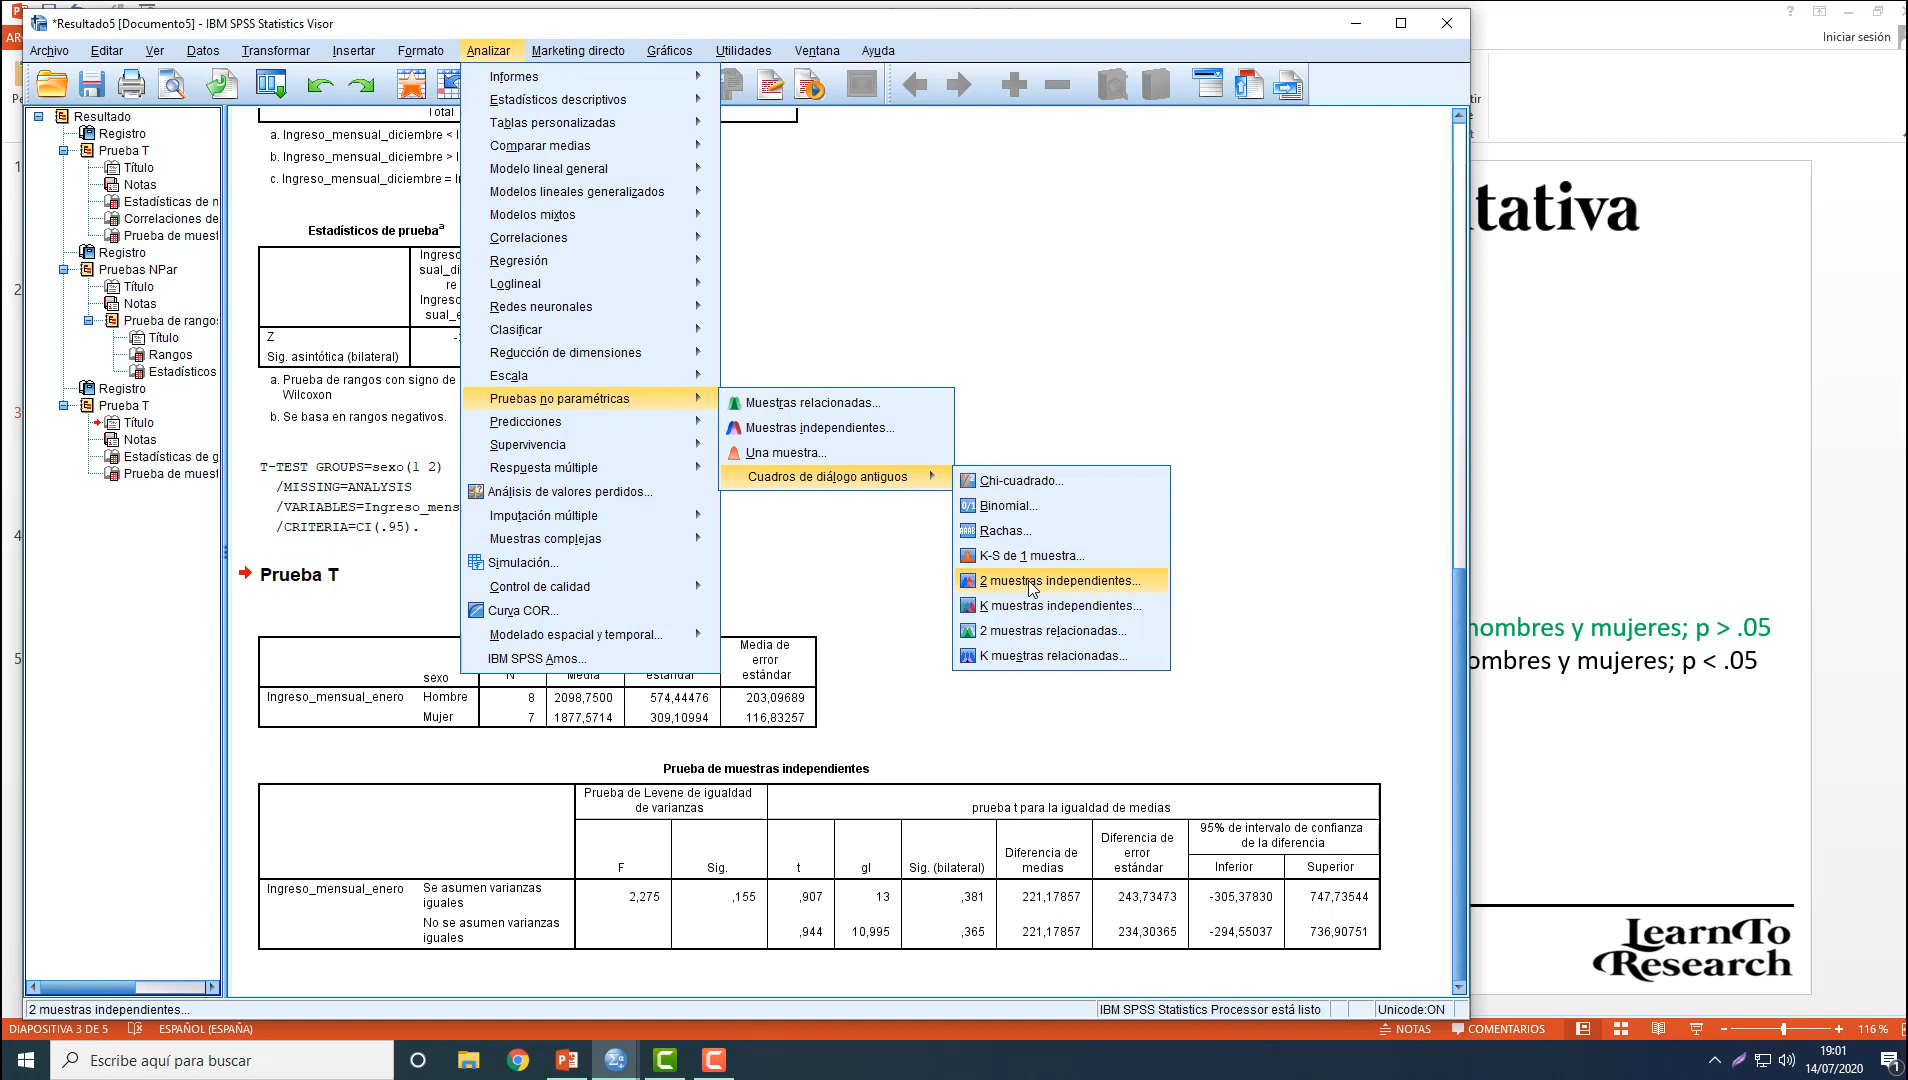 *Resultado5 [Documento5] - IBM SPSS Statistics Visor
Iniciar sesión
Archivo Editar Ver Datos Transformar Insertar Formato Analizar Marketing directo Gráficos Utilidades Ventana Ayuda
Resultado
Registro
Prueba T
Título
Notas
Estadísticas de
Correlaciones de
Prueba de muest
Registro
Pruebas NPar
Título
Notas
Prueba de rangos
Título
Rangos
Estadísticos
Registro
Prueba T
Título
Notas
Estadísticas de g
Prueba de muest
Total
a. Ingreso_mensual_diciembre <
b. Ingreso_mensual_diciembre >
c. Ingreso_mensual_diciembre =
Estadísticos de prueba a
Z
Sig. asintótica (bilateral)
a. Prueba de rangos con signo de
Wilcoxon
b. Se basa en rangos negativos.
T-TEST GROUPS=sexo(1 2)
/MISSING=ANALYSIS
/VARIABLES=Ingreso_mens
/CRITERIA=CI(.95).
Prueba T
Informes
Estadísticos descriptivos
Tablas personalizadas
Comparar medias
Modelo lineal general
Modelos lineales generalizados
Modelos mixtos
Correlaciones
Regresión
Loglineal
Redes neuronales
Clasificar
Reducción de dimensiones
Escala
Pruebas no paramétricas
Predicciones
Supervivencia
Respuesta múltiple
Análisis de valores perdidos...
Imputación múltiple
Muestras complejas
Simulación...
Control de calidad
Curva COR...
Modelado espacial y temporal...
IBM SPSS Amos...
Muestras relacionadas...
Muestras independientes...
Una muestra...
Cuadros de diálogo antiguos
Chi-cuadrado...
Binomial...
Rachas...
K-S de 1 muestra...
2 muestras independientes...
K muestras independientes...
2 muestras relacionadas...
K muestras relacionadas...
sexo N Media estándar Media de error estándar
Ingreso_mensual_enero Hombre 8 2098,7500 574,44476 203,09689
Mujer 7 1877,5714 309,10994 116,83257
Prueba de muestras independientes
Prueba de Levene de igualdad de varianzas prueba t para la igualdad de medias
F Sig. t gl Sig. (bilateral) Diferencia de medias Diferencia de error estándar 95% de intervalo de confianza de la diferencia
Inferior Superior
Ingreso_mensual_enero Se asumen varianzas iguales 2,275 ,155 ,907 13 ,381 221,17857 243,73473 -305,37830 747,73544
No se asumen varianzas iguales ,944 10,995 ,365 221,17857 234,30365 -294,55037 736,90751
tativa
hombres y mujeres; p > .05
ombres y mujeres; p < .05
LearnTo
Research
2 muestras independientes... IBM SPSS Statistics Processor está listo Unicode:ON
DIAPOSITIVA 3 DE 5 ESPAÑOL (ESPAÑA) NOTAS COMENTARIOS 116 %
Escribe aquí para buscar
19:01
14/07/2020
1
2
3
4
5